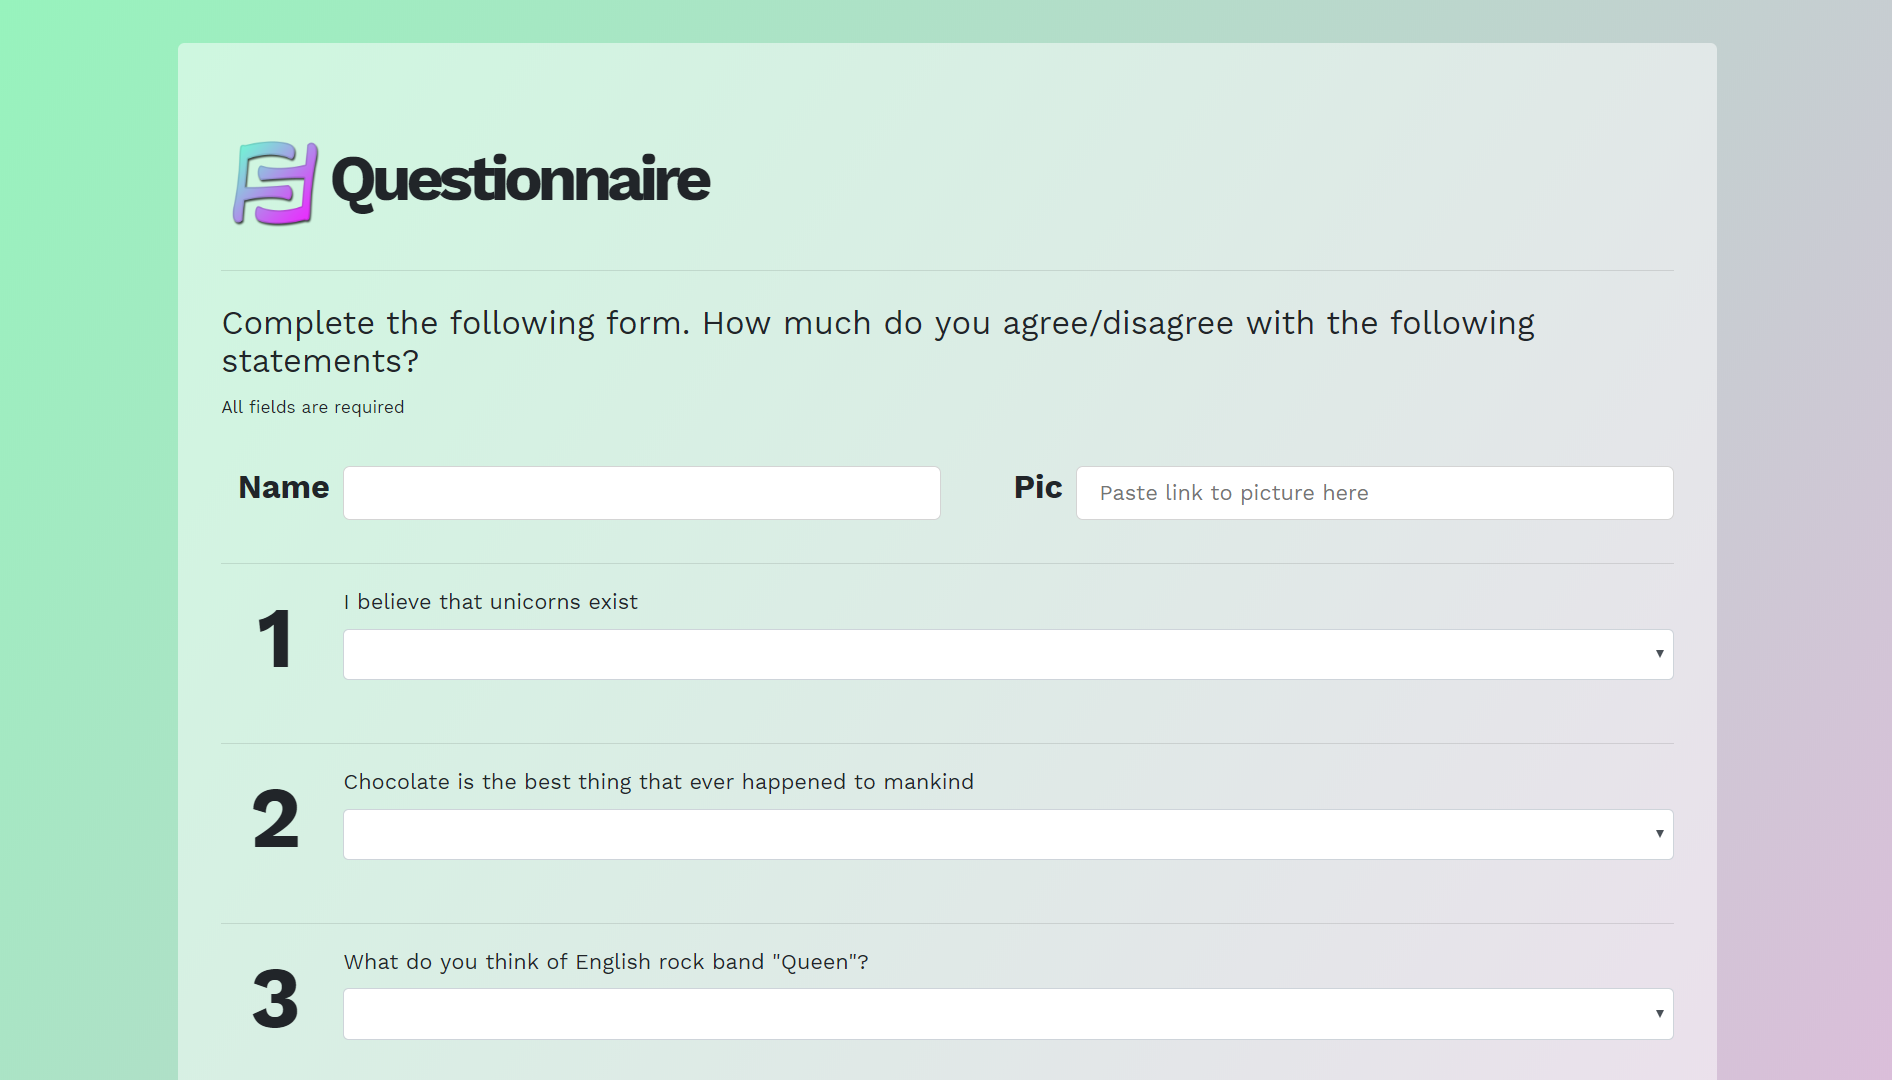 Questionnaire
Complete the following form. How much do you agree/disagree with the following
statements?
All fields are required
Name
Pic
Paste link to picture here
1
I believe that unicorns exist
2
Chocolate is the best thing that ever happened to mankind
3
What do you think of English rock band "Queen"?